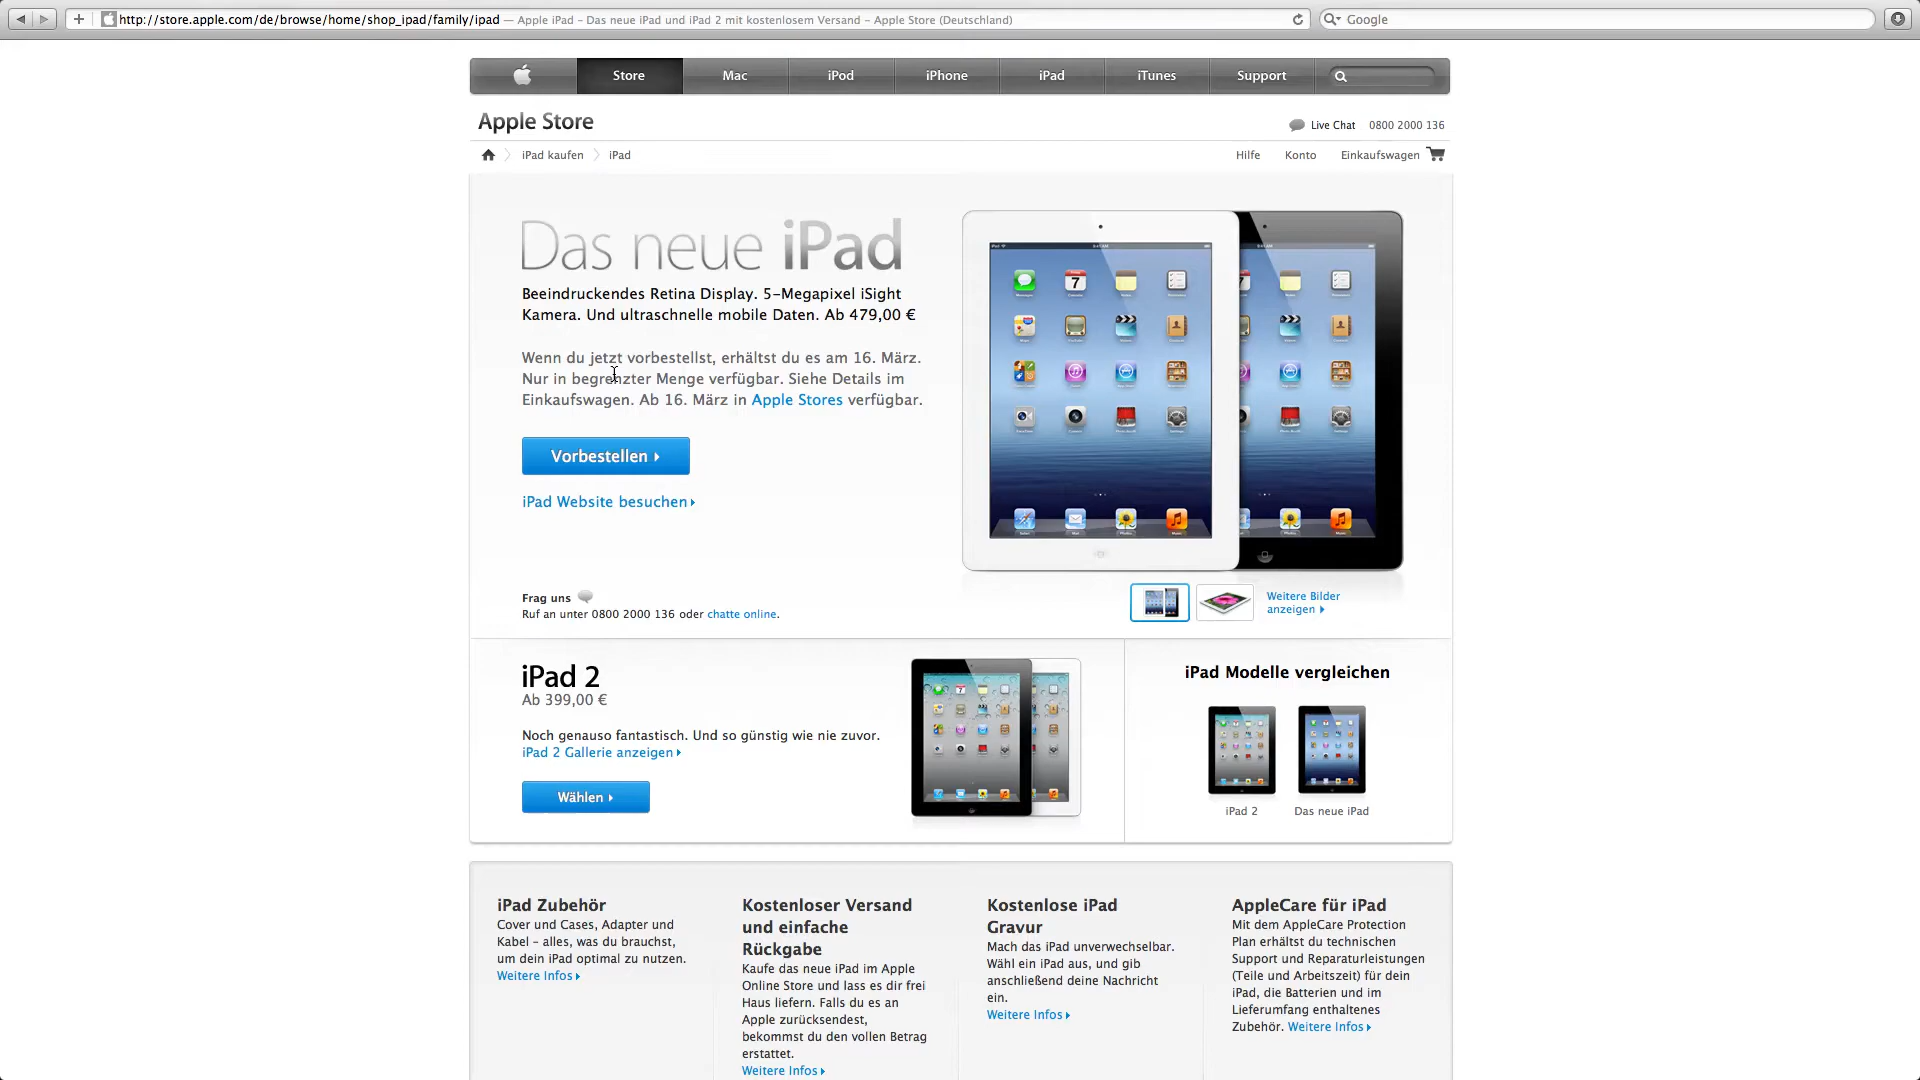 http://store.apple.com/de/browse/home/shop_ipad/family/ipad — Apple iPad – Das neue iPad und iPad 2 mit kostenlosem Versand – Apple Store (Deutschland)
Google
Store Mac iPod iPhone iPad iTunes Support
Apple Store
Live Chat 0800 2000 136
iPad kaufen iPad
Hilfe Konto Einkaufswagen
Das neue iPad
Beeindruckendes Retina Display. 5-Megapixel iSight
Kamera. Und ultraschnelle mobile Daten. Ab 479,00 €
Wenn du jetzt vorbestellst, erhältst du es am 16. März.
Nur in begrenzter Menge verfügbar. Siehe Details im
Einkaufswagen. Ab 16. März in Apple Stores verfügbar.
Vorbestellen
iPad Website besuchen
Frag uns
Ruf an unter 0800 2000 136 oder chatte online.
Weitere Bilder
anzeigen
iPad 2
Ab 399,00 €
Noch genauso fantastisch. Und so günstig wie nie zuvor.
iPad 2 Gallerie anzeigen
Wählen
iPad Modelle vergleichen
iPad 2 Das neue iPad
iPad Zubehör
Cover und Cases, Adapter und
Kabel – alles, was du brauchst,
um dein iPad optimal zu nutzen.
Weitere Infos
Kostenloser Versand
und einfache
Rückgabe
Kaufe das neue iPad im Apple
Online Store und lass es dir frei
Haus liefern. Falls du es an
Apple zurücksendest,
bekommst du den vollen Betrag
erstattet.
Weitere Infos
Kostenlose iPad
Gravur
Mach das iPad unverwechselbar.
Wähl ein iPad aus, und gib
anschließend deine Nachricht
ein.
Weitere Infos
AppleCare für iPad
Mit dem AppleCare Protection
Plan erhältst du technischen
Support und Reparaturleistungen
(Teile und Arbeitszeit) für dein
iPad, die Batterien und im
Lieferumfang enthaltenes
Zubehör. Weitere Infos